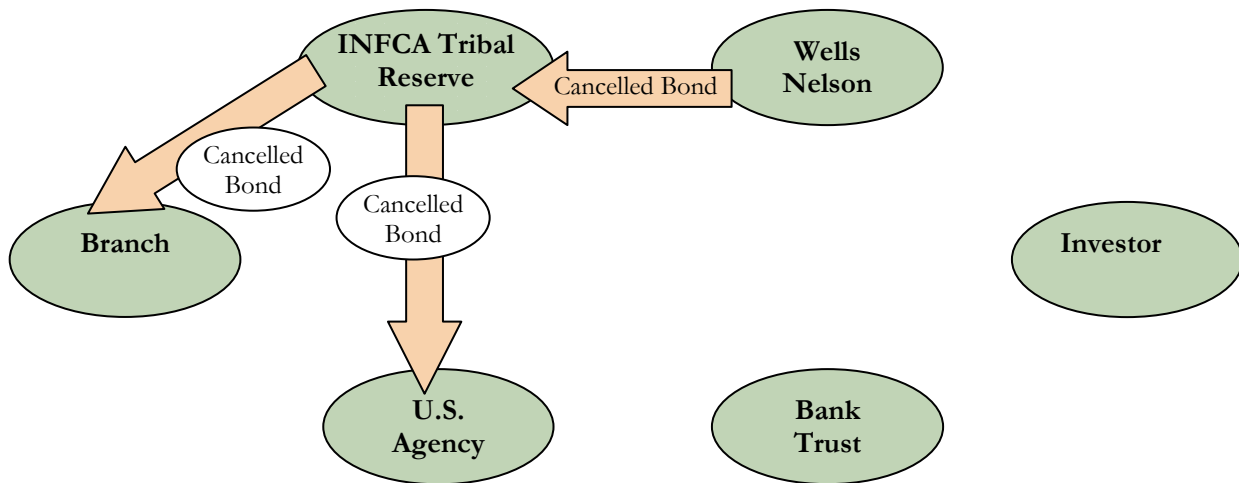 INFCA Tribal
Reserve
Wells
Nelson
Cancelled Bond
Cancelled
Bond
Cancelled
Bond
Branch
Investor
U.S.
Agency
Bank
Trust